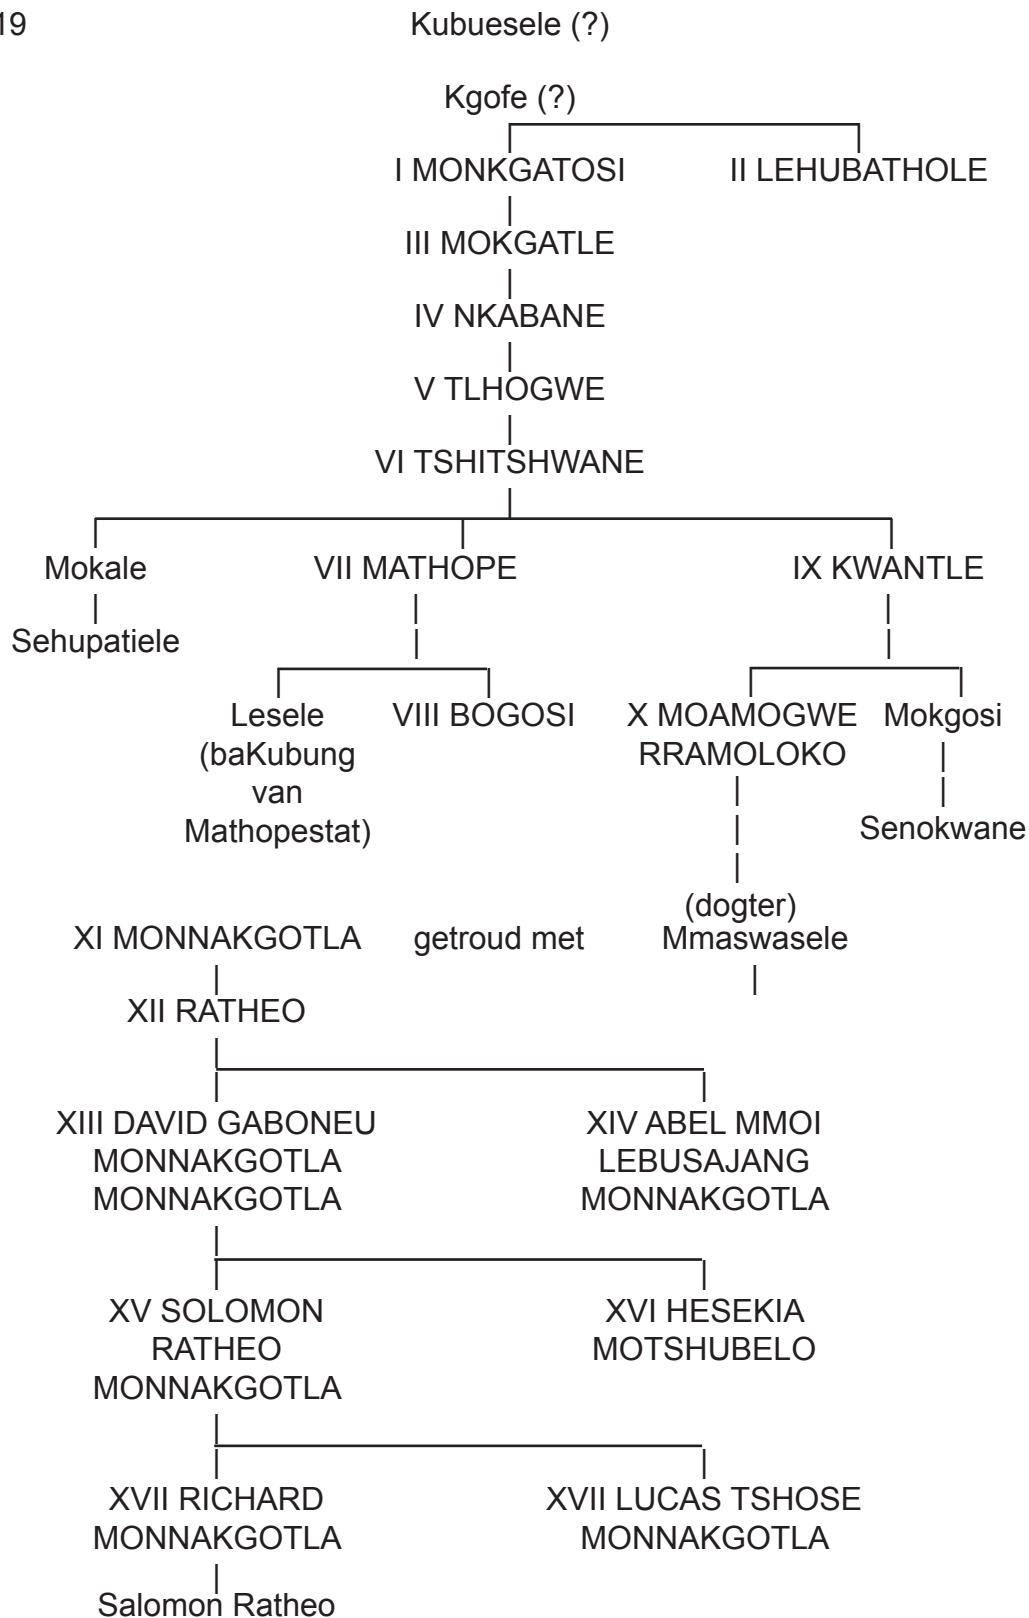 19
Kubuesele (?)
Kgofe (?)
I MONKGATOSI II LEHUBATHOLE
III MOKGATLE
IV NKABANE
V TLHOGWE
VI TSHITSHWANE
Mokale VII MATHOPE IX KWANTLE
Sehupatiele
Lesele VIII BOGOSI X MOAMOGWE Mokgosi
(baKubung RRAMOLOKO
van
Mathopestat) Senokwane
(dogter)
XI MONNAKGOTLA getroud met Mmaswasele
XII RATHEO
XIII DAVID GABONEU XIV ABEL MMOI
MONNAKGOTLA LEBUSAJANG
MONNAKGOTLA MONNAKGOTLA
XV SOLOMON XVI HESEKIA
RATHEO MOTSHUBELO
MONNAKGOTLA
XVII RICHARD XVII LUCAS TSHOSE
MONNAKGOTLA MONNAKGOTLA
Salomon Ratheo